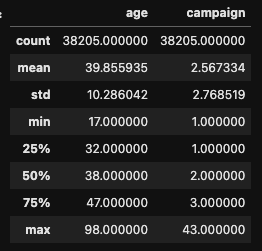 age campaign
count 38205.000000 38205.000000
mean 39.855935 2.567334
std 10.286042 2.768519
min 17.000000 1.000000
25% 32.000000 1.000000
50% 38.000000 2.000000
75% 47.000000 3.000000
max 98.000000 43.000000